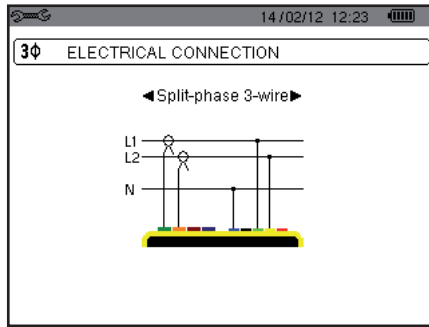 14/02/12 12:23
3ϕ ELECTRICAL CONNECTION
◄Split-phase 3-wire►
L1
L2
N